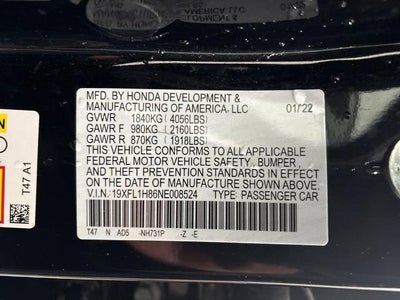 MFD. BY HONDA DEVELOPMENT &
MANUFACTURING OF AMERICA, LLC 01/22
GVWR 1840KG (4056LBS)
GAWR F 980KG (2160LBS)
GAWR R 870KG (1918LBS)
THIS VEHICLE CONFORMS TO ALL APPLICABLE
FEDERAL MOTOR VEHICLE SAFETY , BUMPER ,
AND THEFT PREVENTION STANDARDS IN EFFECT
ON THE DATE OF MANUFACTURE SHOWN ABOVE.
V.I.N. : 19XFL1H86NE008524 TYPE: PASSENGER CAR
T47 N AD5 -NH731P -Z -E
T47 A1